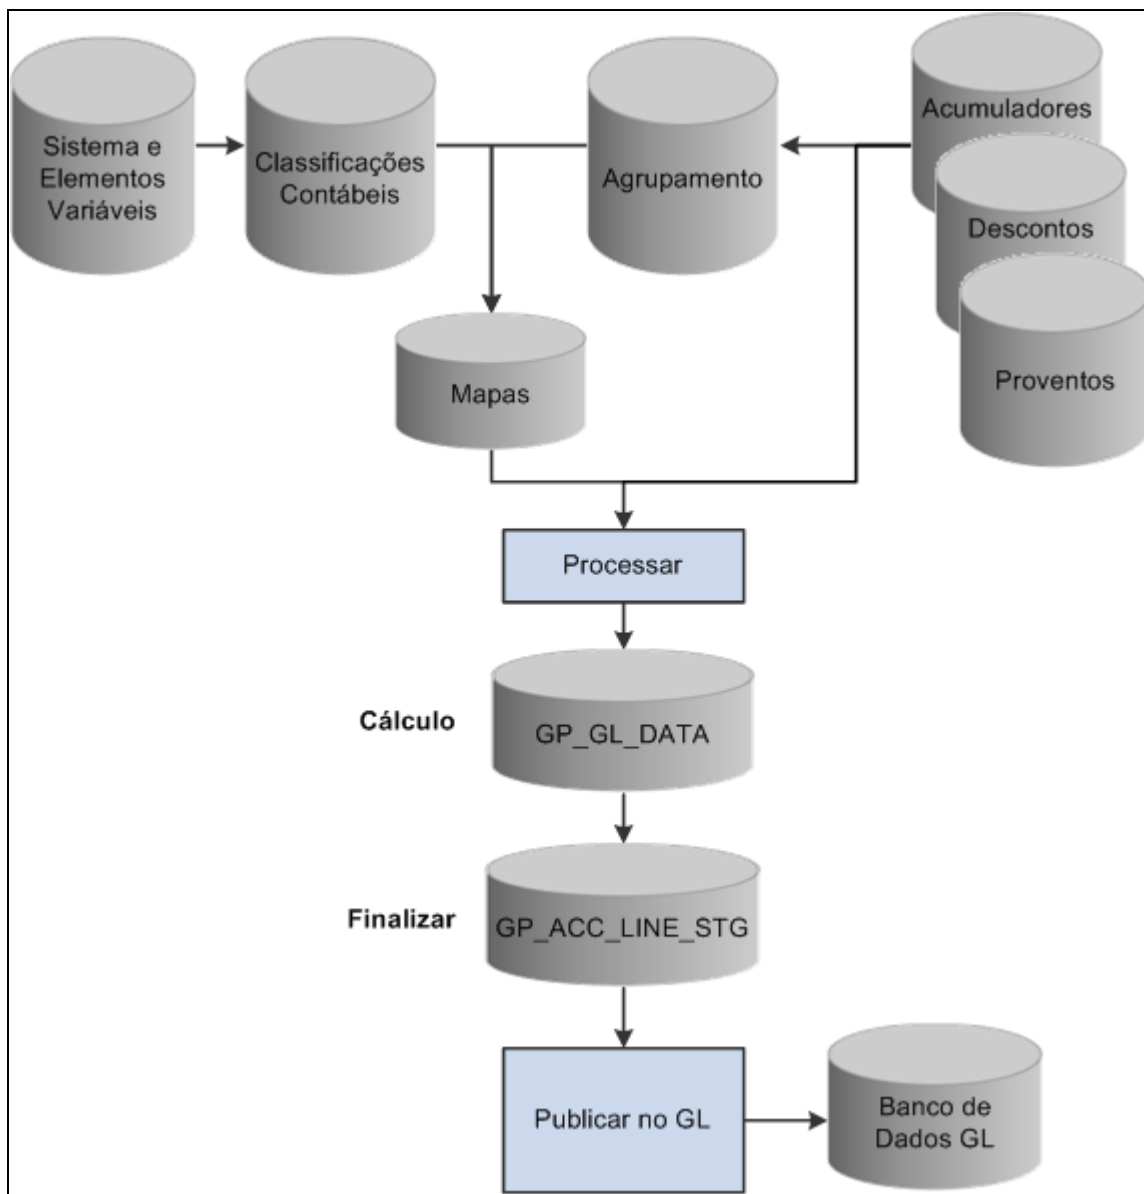 Sistema e
Elementos
Variáveis
Classificações
Contábeis
Agrupamento
Acumuladores
Descontos
Proventos
Mapas
Processar
Cálculo
GP_GL_DATA
Finalizar
GP_ACC_LINE_STG
Publicar no GL
Banco de
Dados GL